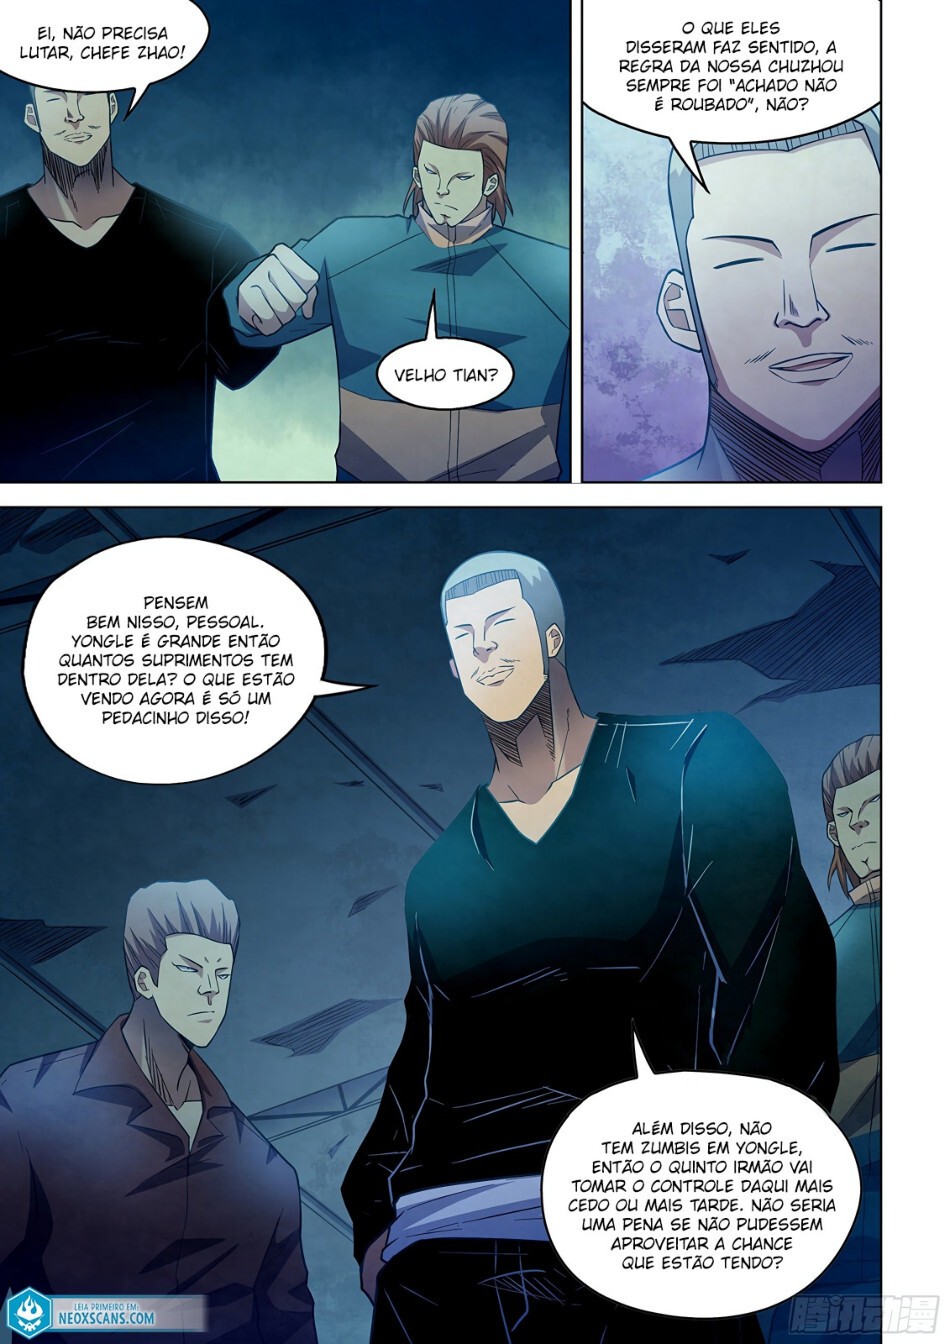 EI, NÃO PRECISA
LUTAR, CHEFE ZHAO!
VELHO TIAN?
O QUE ELES
DISSERAM FAZ SENTIDO, A
REGRA DA NOSSA CHUZHOU
SEMPRE FOI "ACHADO NÃO
É ROUBADO", NÃO?
PENSEM
BEM NISSO, PESSOAL.
YONGLE É GRANDE ENTÃO
QUANTOS SUPRIMENTOS TEM
DENTRO DELA? O QUE ESTÃO
VENDO AGORA É SÓ UM
PEDACINHO DISSO!
ALÉM DISSO, NÃO
TEM ZUMBIS EM YONGLE,
ENTÃO O QUINTO IRMÃO VAI
TOMAR O CONTROLE DAQUI MAIS
CEDO OU MAIS TARDE. NÃO SERIA
UMA PENA SE NÃO PUDESSEM
APROVEITAR A CHANCE
QUE ESTÃO TENDO?
LEIA PRIMEIRO EM:
NEOXSCANS.COM
腾讯动漫